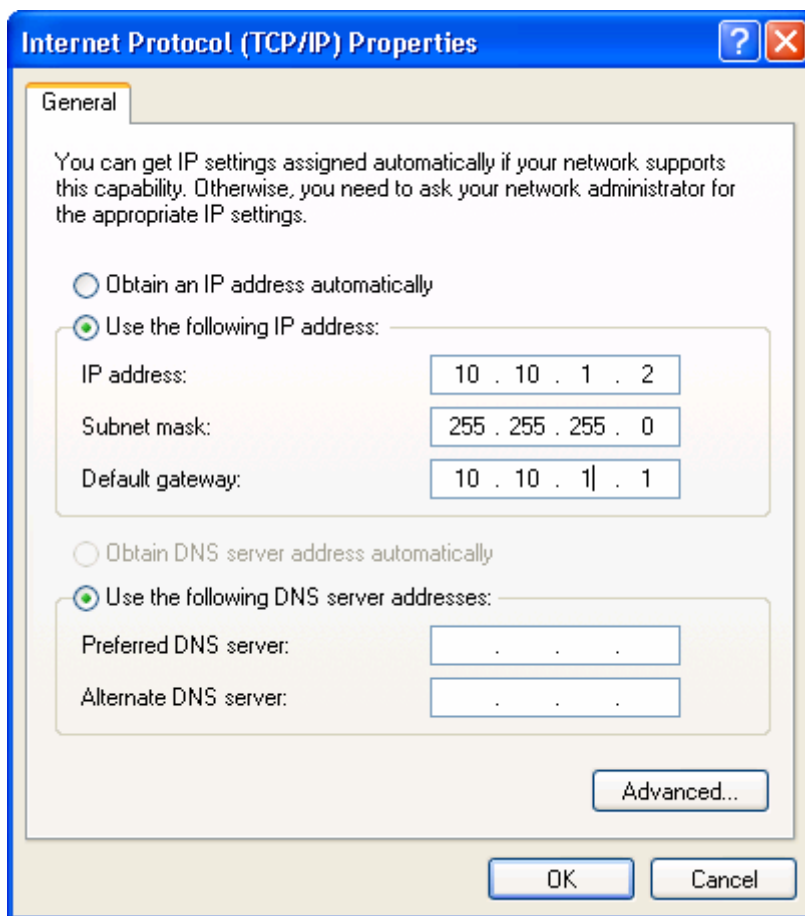 Internet Protocol (TCP/IP) Properties
General
You can get IP settings assigned automatically if your network supports
this capability. Otherwise, you need to ask your network administrator for
the appropriate IP settings.
Obtain an IP address automatically
Use the following IP address:
IP address: 10 . 10 . 1 . 2
Subnet mask: 255 . 255 . 255 . 0
Default gateway: 10 . 10 . 1 . 1
Obtain DNS server address automatically
Use the following DNS server addresses:
Preferred DNS server: . . .
Alternate DNS server: . . .
Advanced...
OK Cancel